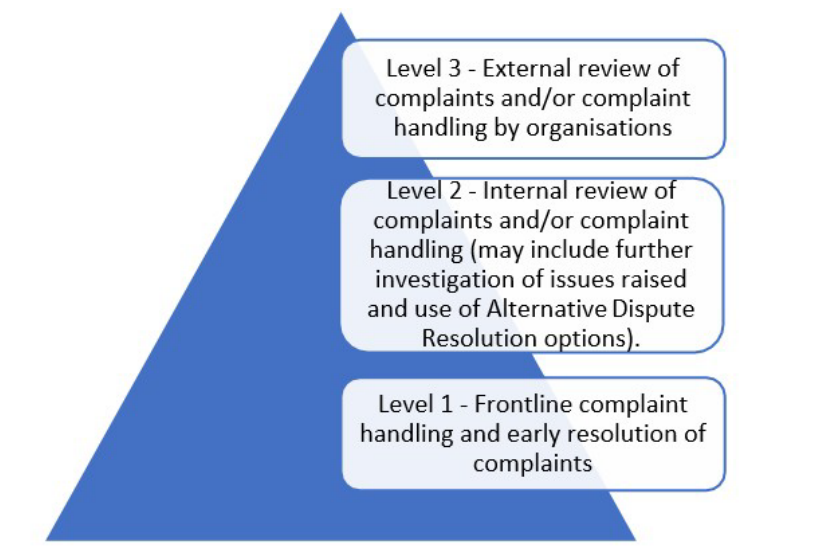 Level 3 - External review of
complaints and/or complaint
handling by organisations
Level 2 - Internal review of
complaints and/or complaint
handling (may include further
investigation of issues raised
and use of Alternative Dispute
Resolution options).
Level 1 - Frontline complaint
handling and early resolution of
complaints